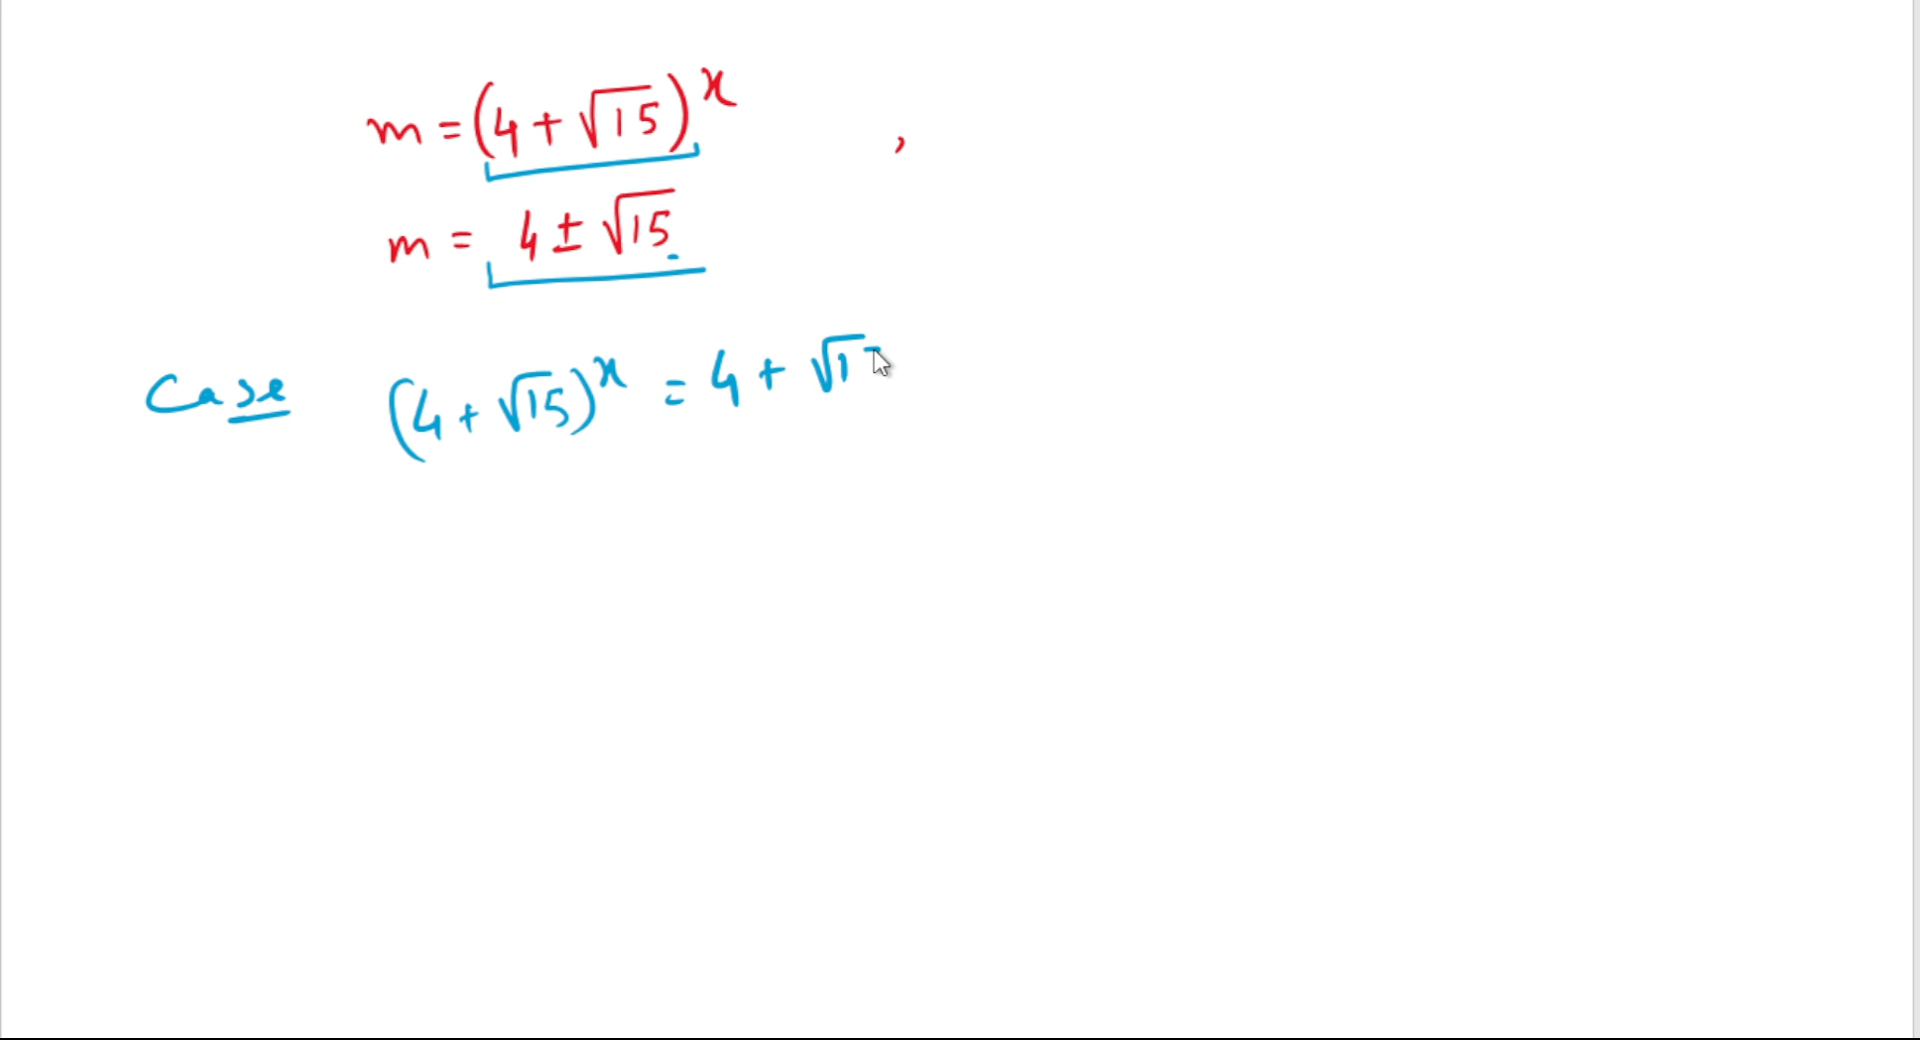 m = (4 + √15)^x ,
m = 4 ± √15
Case (4 + √15)^x = 4 + √1